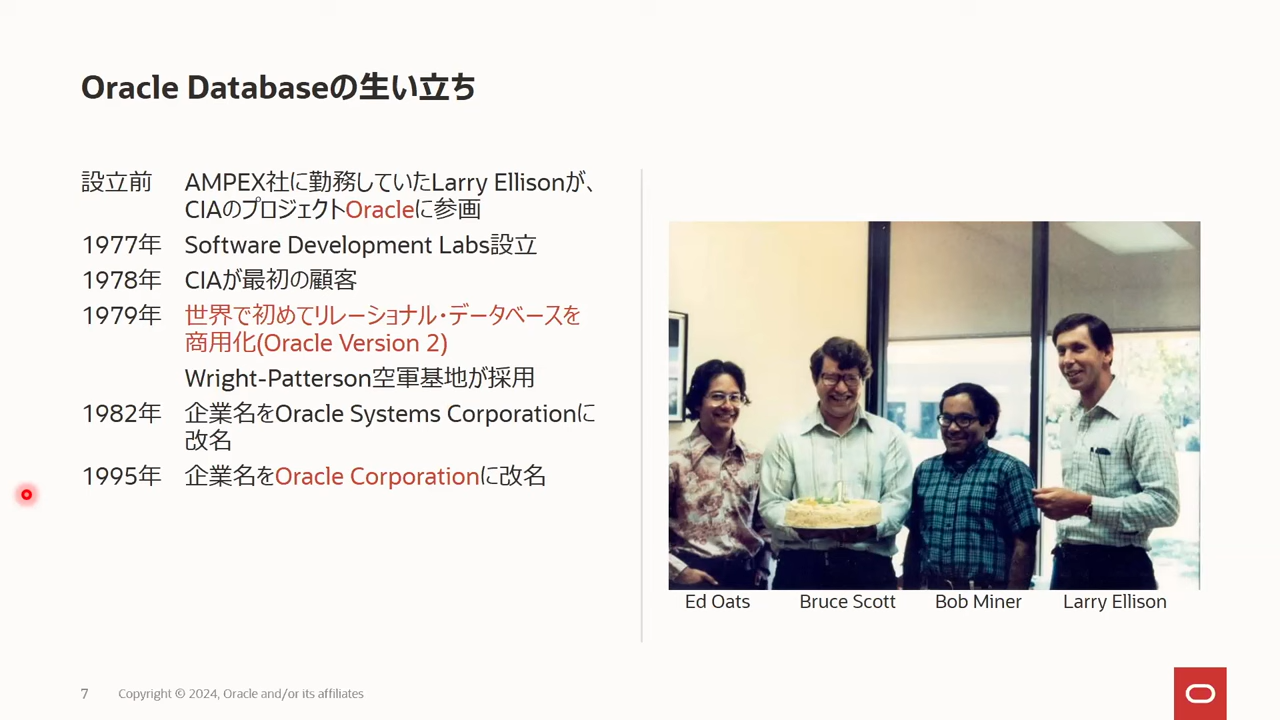 Oracle Databaseの生い立ち
設立前 AMPEX社に勤務していたLarry Ellisonが、
CIAのプロジェクトOracleに参画
1977年 Software Development Labs設立
1978年 CIAが最初の顧客
1979年 世界で初めてリレーショナル・データベースを
商用化(Oracle Version 2)
Wright-Patterson空軍基地が採用
1982年 企業名をOracle Systems Corporationに
改名
1995年 企業名をOracle Corporationに改名
Ed Oats Bruce Scott Bob Miner Larry Ellison
7 Copyright © 2024, Oracle and/or its affiliates